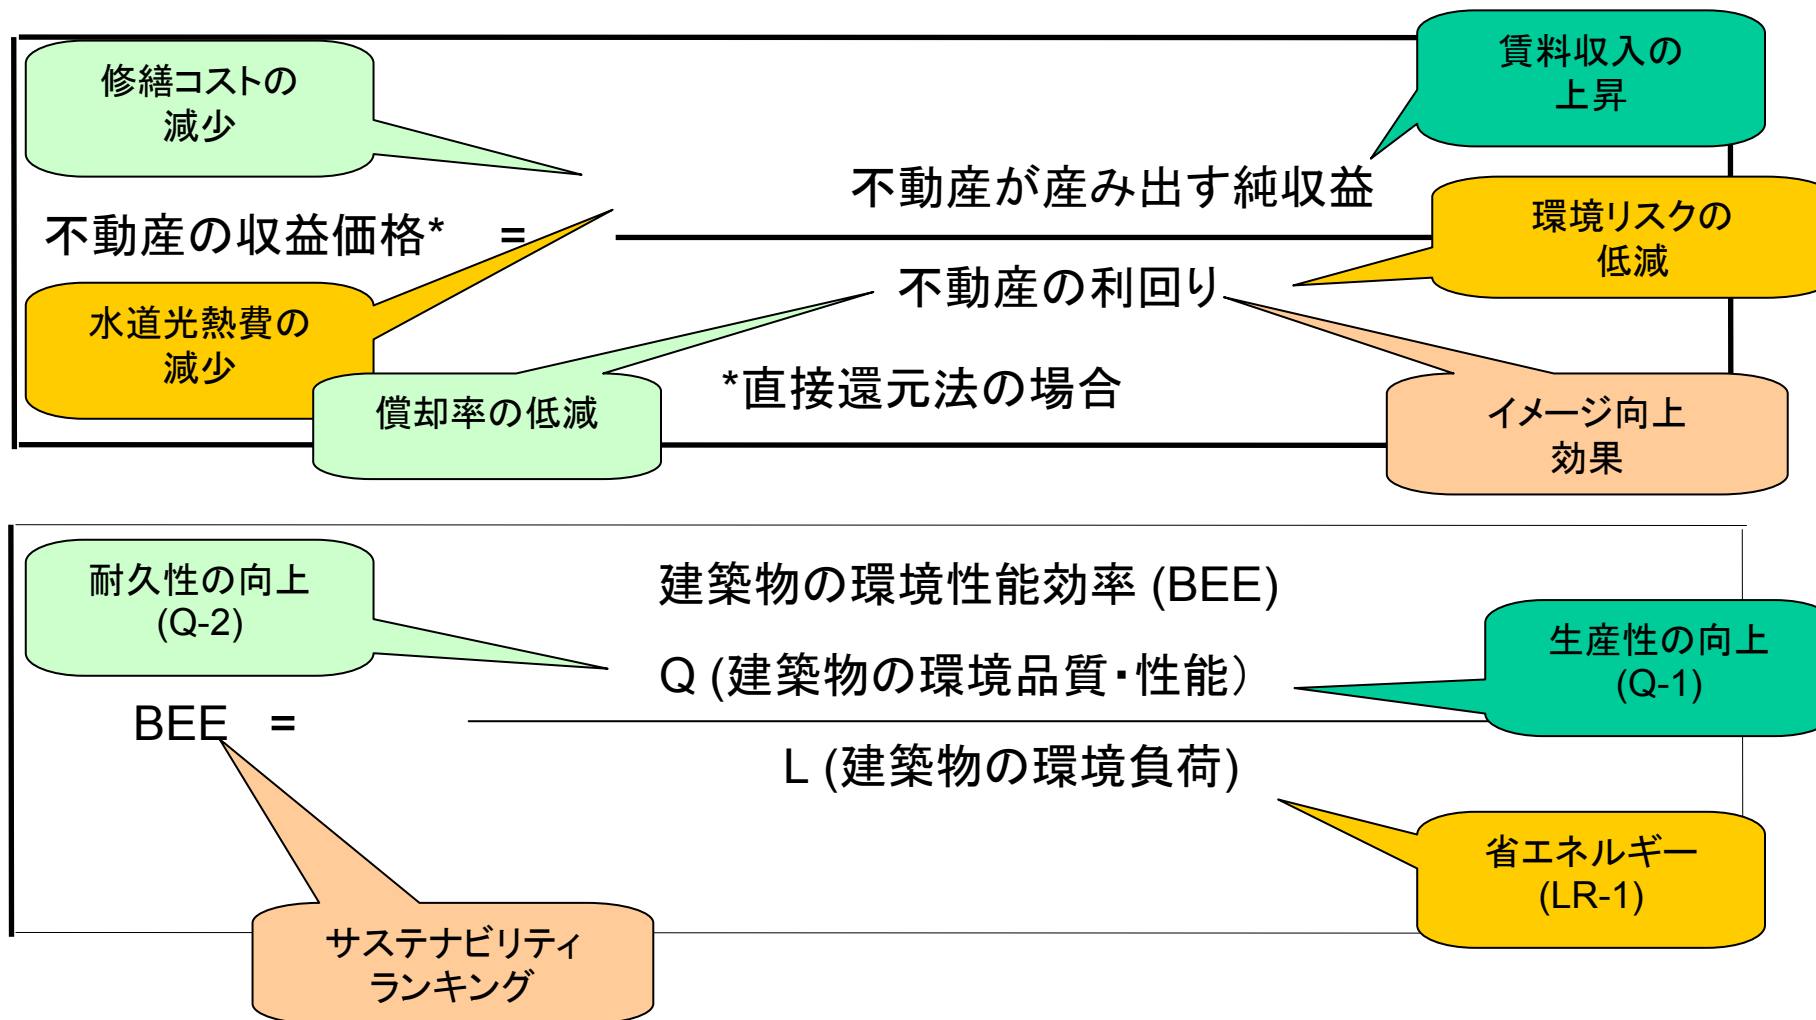 修繕コストの
減少
賃料収入の
上昇
不動産が産み出す純収益
不動産の収益価格* =
環境リスクの
低減
不動産の利回り
水道光熱費の
減少
償却率の低減
*直接還元法の場合
イメージ向上
効果
耐久性の向上
(Q-2)
建築物の環境性能効率 (BEE)
Q (建築物の環境品質・性能）
生産性の向上
(Q-1)
BEE =
L (建築物の環境負荷)
省エネルギー
(LR-1)
サステナビリティ
ランキング